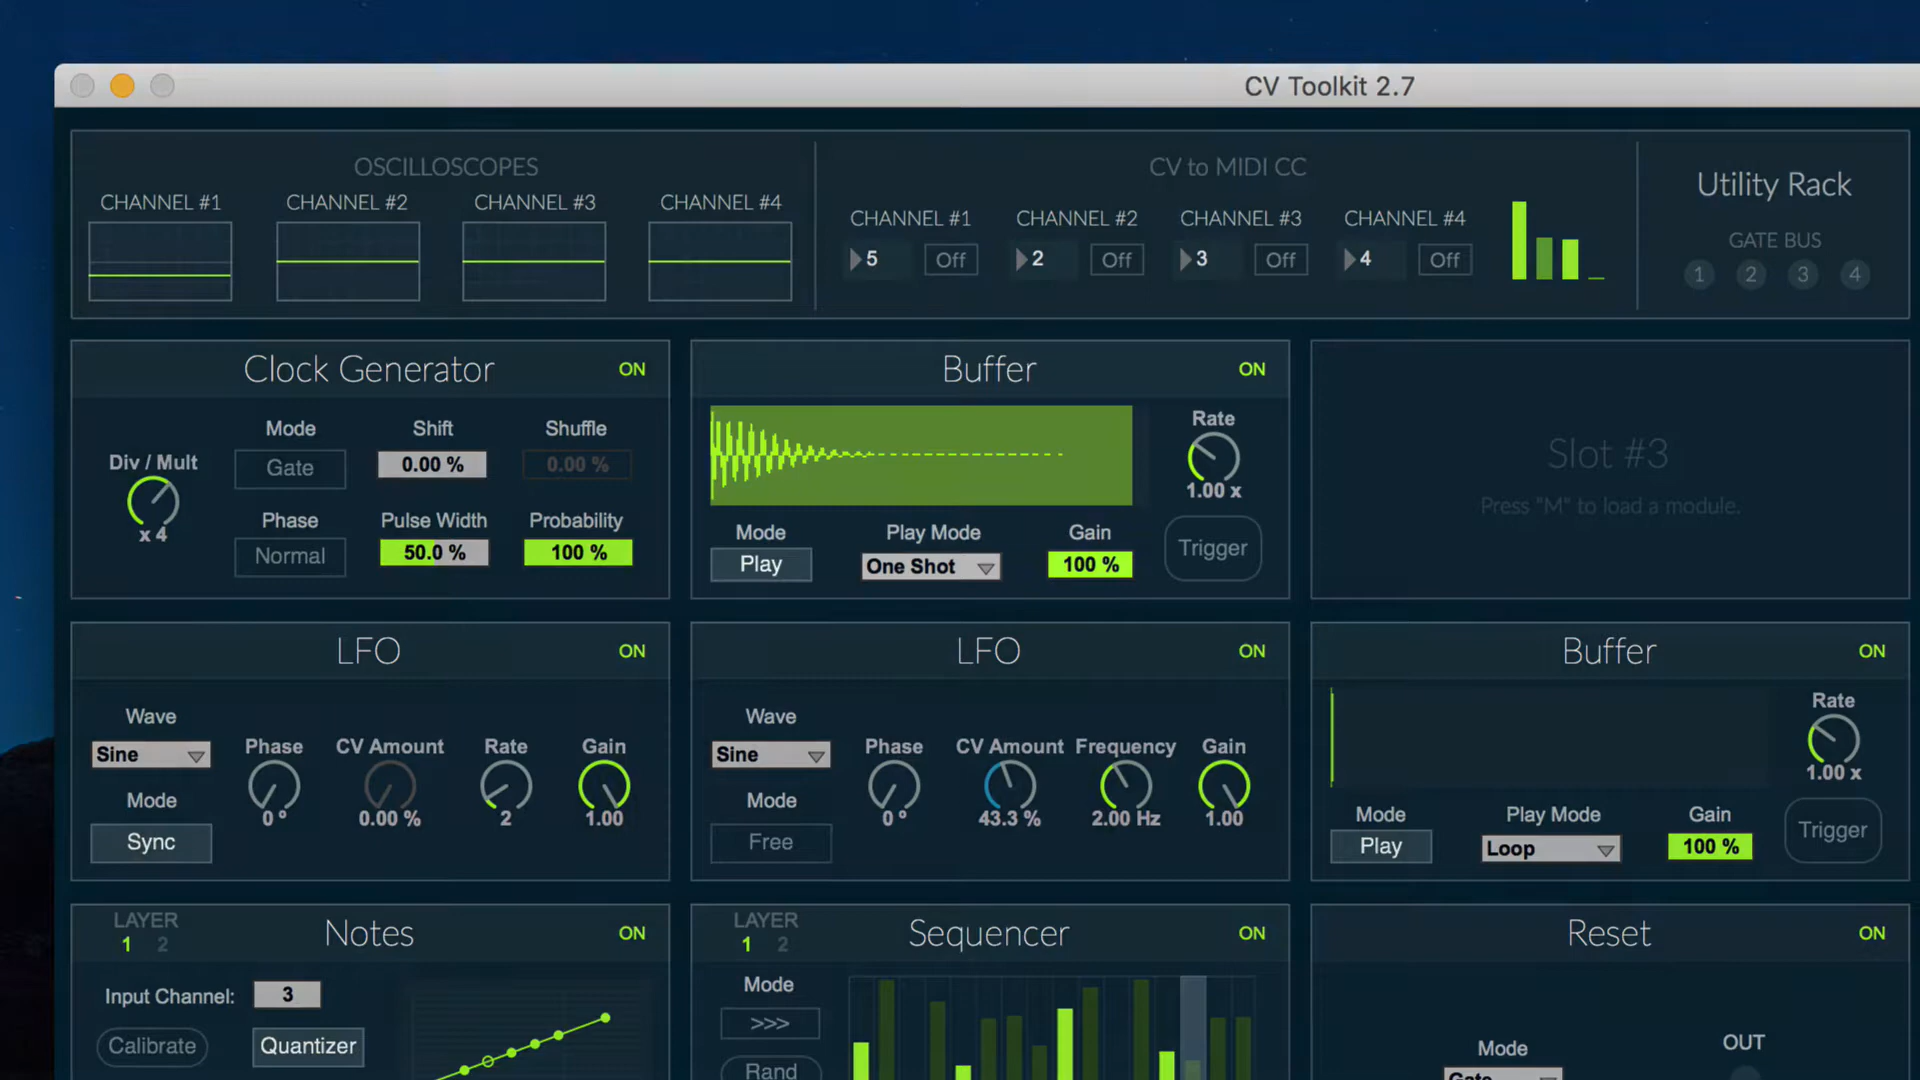 CV Toolkit 2.7
OSCILLOSCOPES
CHANNEL #1 CHANNEL #2 CHANNEL #3 CHANNEL #4
CV to MIDI CC
CHANNEL #1 CHANNEL #2 CHANNEL #3 CHANNEL #4
5 Off 2 Off 3 Off 4 Off
Utility Rack
GATE BUS
1 2 3 4
Clock Generator ON
Div / Mult
x 4
Mode
Gate
Shift
0.00 %
Shuffle
0.00 %
Phase
Normal
Pulse Width
50.0 %
Probability
100 %
Buffer ON
Rate
1.00 x
Mode
Play
Play Mode
One Shot
Gain
100 %
Trigger
Slot #3
Press "M" to load a module.
LFO ON
Wave
Sine
Mode
Sync
Phase
0 °
CV Amount
0.00 %
Rate
2
Gain
1.00
LFO ON
Wave
Sine
Mode
Free
Phase
0 °
CV Amount
43.3 %
Frequency
2.00 Hz
Gain
1.00
Buffer ON
Rate
1.00 x
Mode
Play
Play Mode
Loop
Gain
100 %
Trigger
LAYER
1 2
Notes ON
Input Channel: 3
Calibrate Quantizer
LAYER
1 2
Sequencer ON
Mode
>>>
Rand
Reset ON
Mode
Gate
OUT